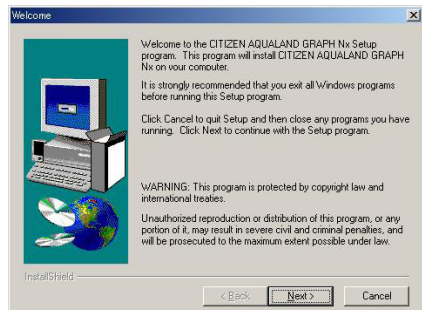 Welcome
Welcome to the CITIZEN AQUALAND GRAPH Nx Setup
program. This program will install CITIZEN AQUALAND GRAPH
Nx on your computer.
It is strongly recommended that you exit all Windows programs
before running this Setup program.
Click Cancel to quit Setup and then close any programs you have
running. Click Next to continue with the Setup program.
WARNING: This program is protected by copyright law and
international treaties.
Unauthorized reproduction or distribution of this program, or any
portion of it, may result in severe civil and criminal penalties, and
will be prosecuted to the maximum extent possible under law.
InstallShield
< Back
Next >
Cancel